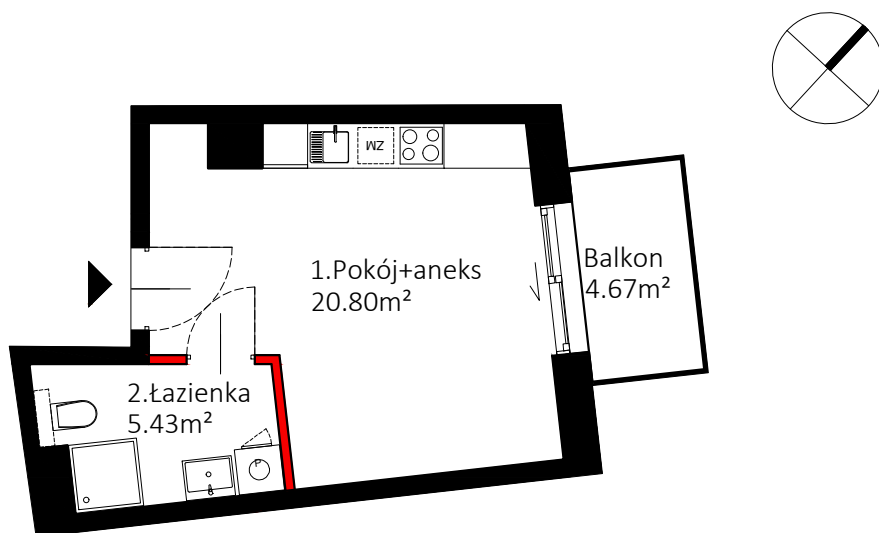 ZM
1.Pokój+aneks
20.80m²
Balkon
4.67m²
2.Łazienka
5.43m²
P